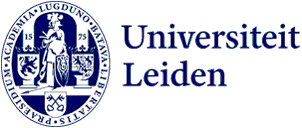 ACADEMIA · LUGDUNO · BATAVA · LIBERTATIS · PRAESIDIUM
15 75
Universiteit
Leiden